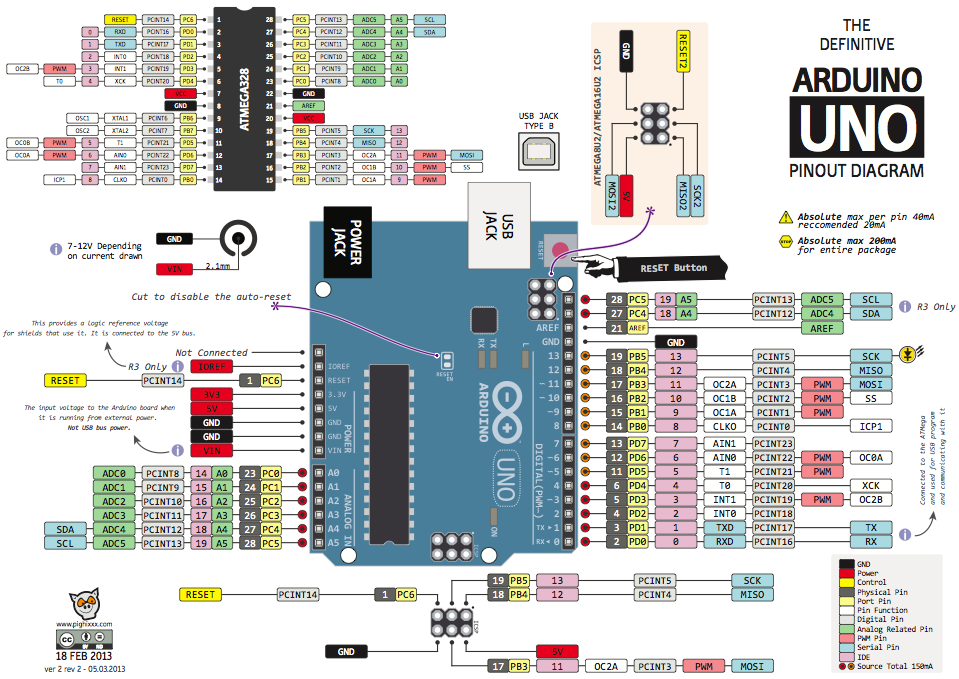 THE
DEFINITIVE
ARDUINO
UNO
PINOUT DIAGRAM
Absolute max per pin 40mA
reccomended 20mA
STOP
Absolute max 200mA
for entire package
ATMEGA328
RESET PCINT14 PC6 1
0 RXD PCINT16 PD0 2
1 TXD PCINT17 PD1 3
2 INT0 PCINT18 PD2 4
OC2B PWM 3 INT1 PCINT19 PD3 5
T0 4 XCK PCINT20 PD4 6
VCC 7
GND 8
OSC1 XTAL1 PCINT6 PB6 9
OSC2 XTAL2 PCINT7 PB7 10
OC0B PWM 5 T1 PCINT21 PD5 11
OC0A PWM 6 AIN0 PCINT22 PD6 12
7 AIN1 PCINT23 PD7 13
ICP1 8 CLKO PCINT0 PB0 14
28 PC5 PCINT13 ADC5 A5 SCL
27 PC4 PCINT12 ADC4 A4 SDA
26 PC3 PCINT11 ADC3 A3
25 PC2 PCINT10 ADC2 A2
24 PC1 PCINT9 ADC1 A1
23 PC0 PCINT8 ADC0 A0
22 GND
21 AREF
20 VCC
19 PB5 PCINT5 SCK 13
18 PB4 PCINT4 MISO 12
17 PB3 PCINT3 OC2A 11 PWM MOSI
16 PB2 PCINT2 OC1B 10 PWM SS
15 PB1 PCINT1 OC1A 9 PWM
USB JACK
TYPE B
ATMEGA8U2/ATMEGA16U2 ICSP
GND
RESET2
MOSI2
5V
MISO2
SCK2
7-12V Depending
on current drawn
GND
VIN
2.1mm
POWER
JACK
USB
JACK
RESET
RESET Button
Cut to disable the auto-reset
This provides a logic reference voltage
for shields that use it. It is connected to the 5V bus.
Not Connected
R3 Only IOREF
RESET PCINT14 1 PC6
3V3
5V
GND
GND
VIN
The input voltage to the Arduino board when
it is running from external power.
Not USB bus power.
ADC0 PCINT8 14 A0 23 PC0
ADC1 PCINT9 15 A1 24 PC1
ADC2 PCINT10 16 A2 25 PC2
ADC3 PCINT11 17 A3 26 PC3
SDA ADC4 PCINT12 18 A4 27 PC4
SCL ADC5 PCINT13 19 A5 28 PC5
IOREF
RESET
3.3V
5V
GND
GND
VIN
POWER
A0
A1
A2
A3
A4
A5
ANALOG IN
RESET
EN
RX
TX
L
ARDUINO
UNO
ON
ICSP
AREF
GND
13
12
~11
~10
~9
8
7
~6
~5
4
~3
2
TX 1
RX 0
DIGITAL(PWM~)
28 PC5 19 A5 PCINT13 ADC5 SCL
27 PC4 18 A4 PCINT12 ADC4 SDA
R3 Only
21 AREF AREF
GND
19 PB5 13 PCINT5 SCK
18 PB4 12 PCINT4 MISO
17 PB3 11 OC2A PCINT3 PWM MOSI
16 PB2 10 OC1B PCINT2 PWM SS
15 PB1 9 OC1A PCINT1 PWM
14 PB0 8 CLKO PCINT0 ICP1
13 PD7 7 AIN1 PCINT23
12 PD6 6 AIN0 PCINT22 PWM OC0A
11 PD5 5 T1 PCINT21 PWM
6 PD4 4 T0 PCINT20 XCK
5 PD3 3 INT1 PCINT19 PWM OC2B
4 PD2 2 INT0 PCINT18
3 PD1 1 TXD PCINT17 TX
2 PD0 0 RXD PCINT16 RX
Connected to the ATMega
and used for USB program
and communicating with it
19 PB5 13 PCINT5 SCK
18 PB4 12 PCINT4 MISO
RESET PCINT14 1 PC6
ICSP
GND
5V
17 PB3 11 OC2A PCINT3 PWM MOSI
www.pighixxx.com
cc
BY ND
18 FEB 2013
ver 2 rev 2 - 05.03.2013
GND
Power
Control
Physical Pin
Port Pin
Pin Function
Digital Pin
Analog Related Pin
PWM Pin
Serial Pin
IDE
Source Total 150mA